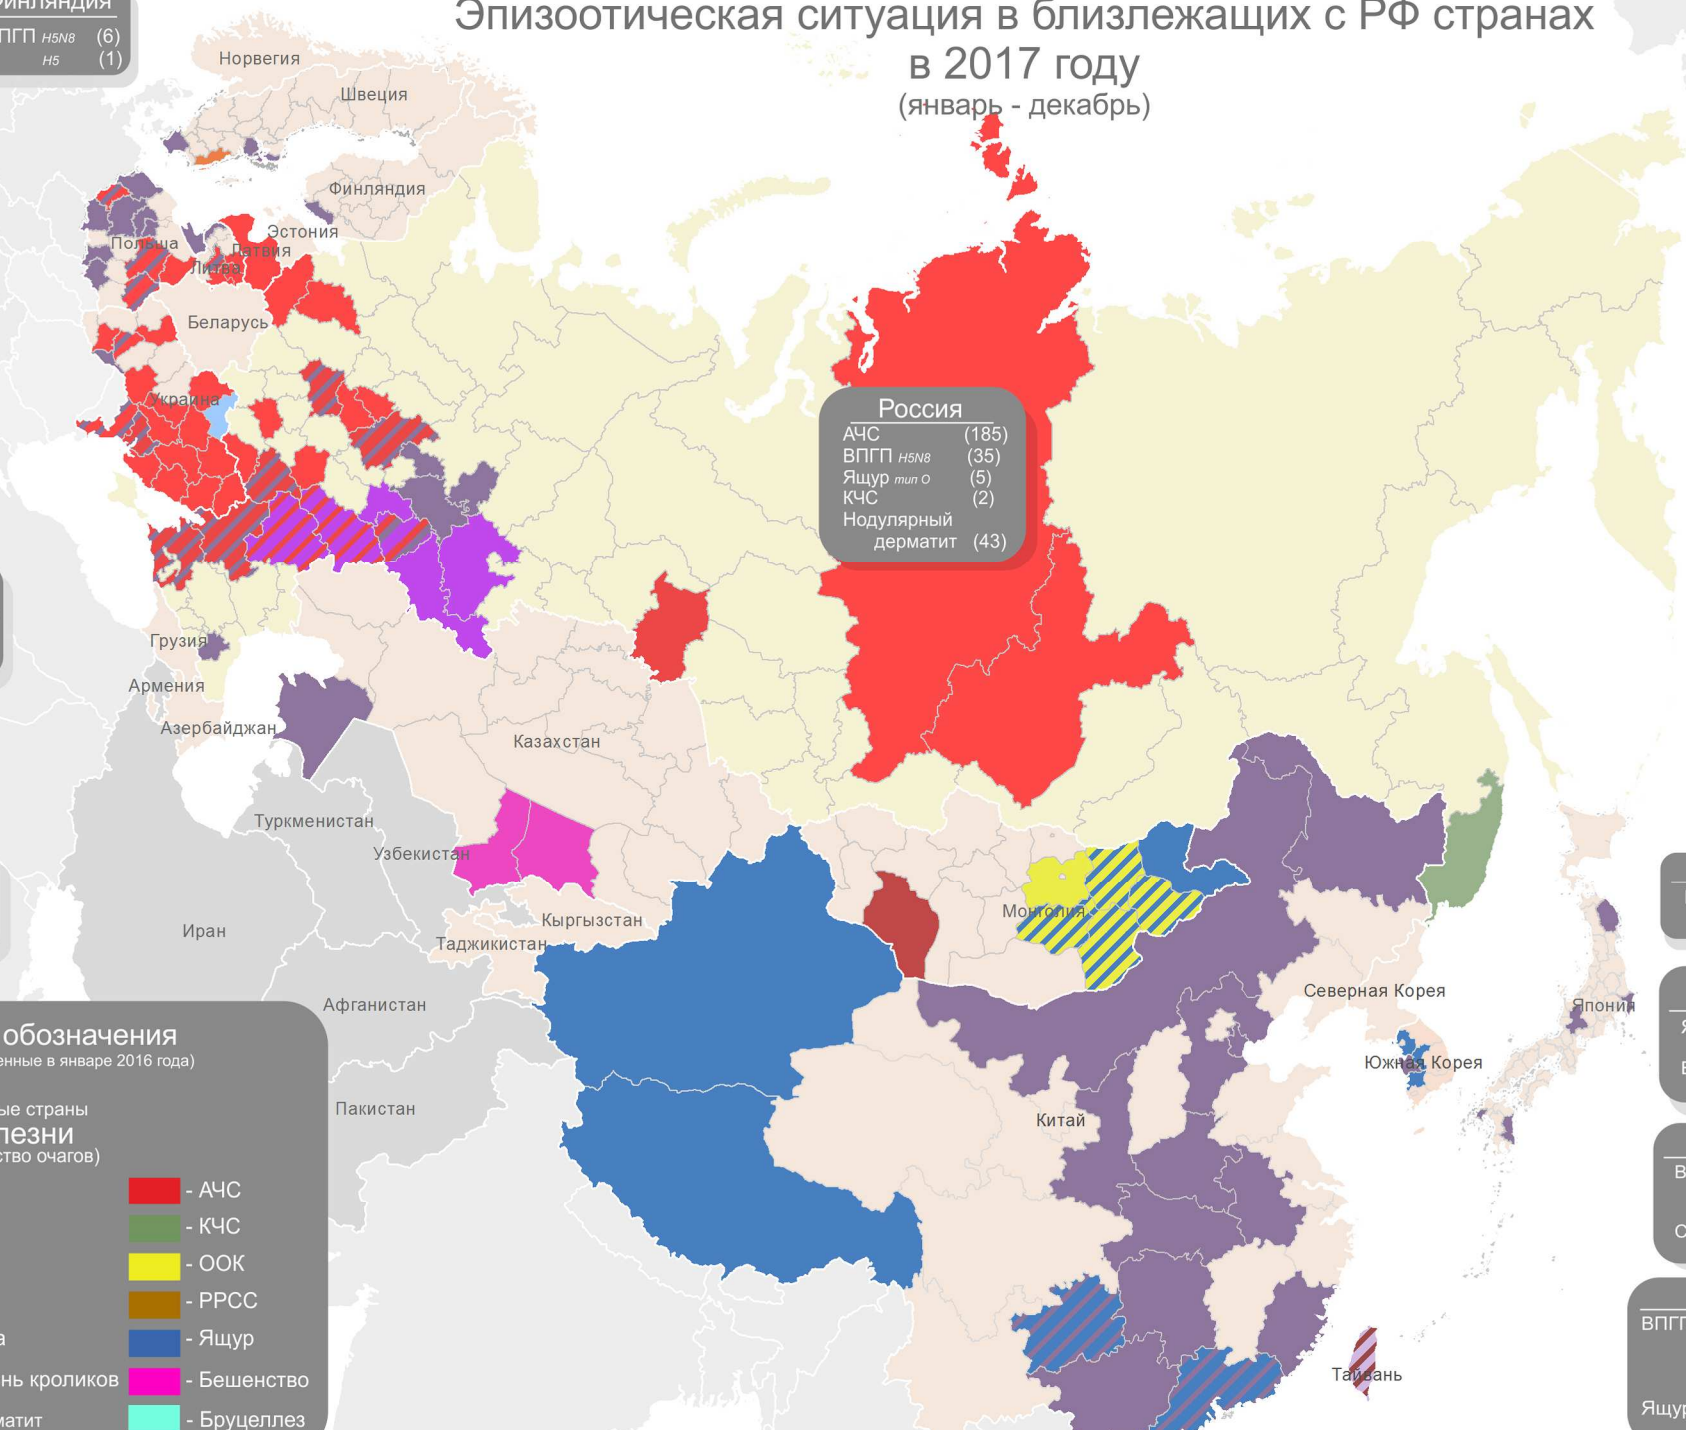 Эпизоотическая ситуация в близлежащих с РФ странах
в 2017 году
(январь - декабрь)
ПГП H5N8 (6)
H5 (1)
Норвегия
Швеция
Финляндия
Эстония
Латвия
Литва
Польша
Беларусь
Украина
Россия
АЧС (185)
ВПГП H5N8 (35)
Ящур тип О (5)
КЧС (2)
Нодулярный
дерматит (43)
Грузия
Армения
Азербайджан
Казахстан
Туркменистан
Узбекистан
Кыргызстан
Таджикистан
Монголия
Иран
Афганистан
Пакистан
Северная Корея
Южная Корея
Япония
Китай
Тайвань
обозначения
енные в январе 2016 года)
ые страны
лезни
ство очагов)
- АЧС
- КЧС
- ООК
- РРСС
а
- Ящур
нь кроликов
- Бешенство
матит
- Бруцеллез
В
ВПГП
Ящур